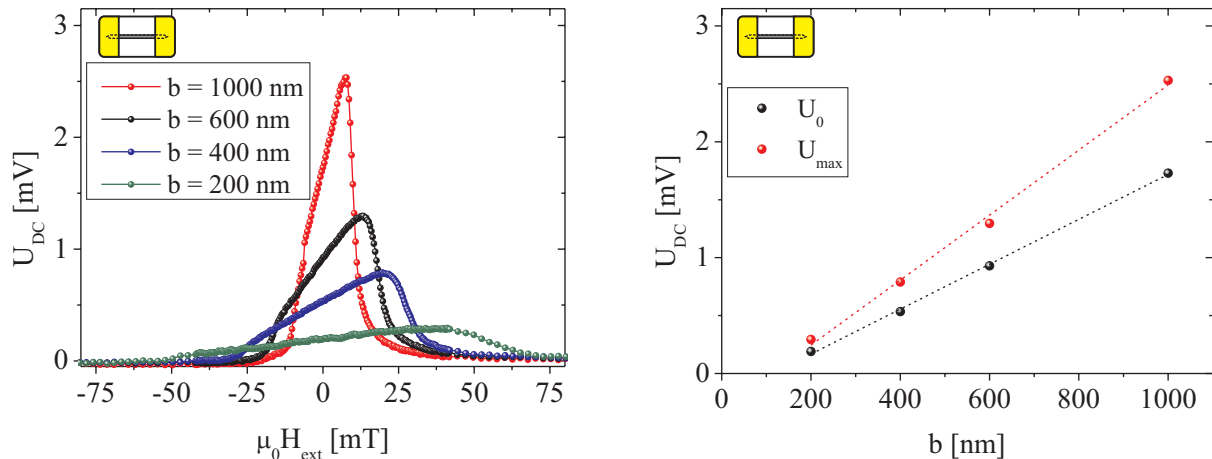 3
2
1
0
U_DC [mV]
b = 1000 nm
b = 600 nm
b = 400 nm
b = 200 nm
-75 -50 -25 0 25 50 75
μ_0H_ext [mT]
3
2
1
0
U_DC [mV]
U_0
U_max
0 200 400 600 800 1000
b [nm]